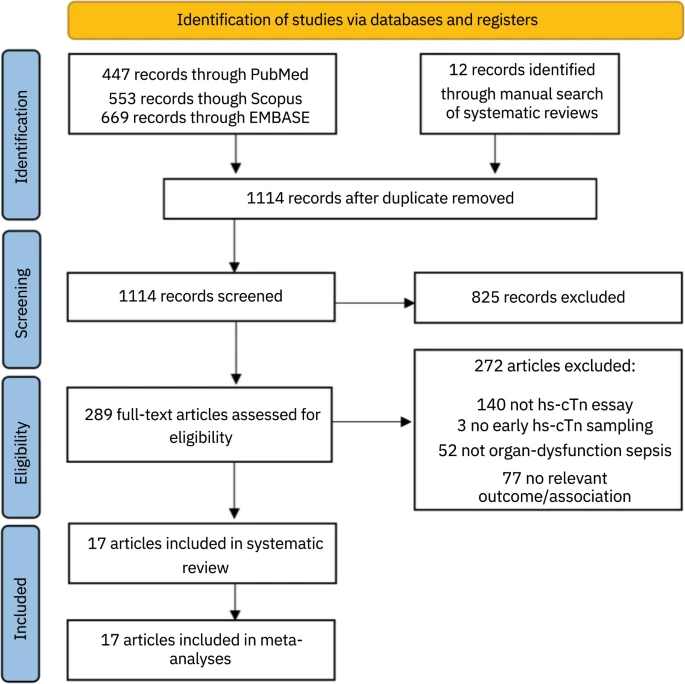 Identification of studies via databases and registers
Identification
447 records through PubMed
553 records though Scopus
669 records through EMBASE
12 records identified
through manual search
of systematic reviews
1114 records after duplicate removed
Screening
1114 records screened
825 records excluded
Eligibility
289 full-text articles assessed for
eligibility
272 articles excluded:
140 not hs-cTn essay
3 no early hs-cTn sampling
52 not organ-dysfunction sepsis
77 no relevant
outcome/association
Included
17 articles included in systematic
review
17 articles included in meta-
analyses